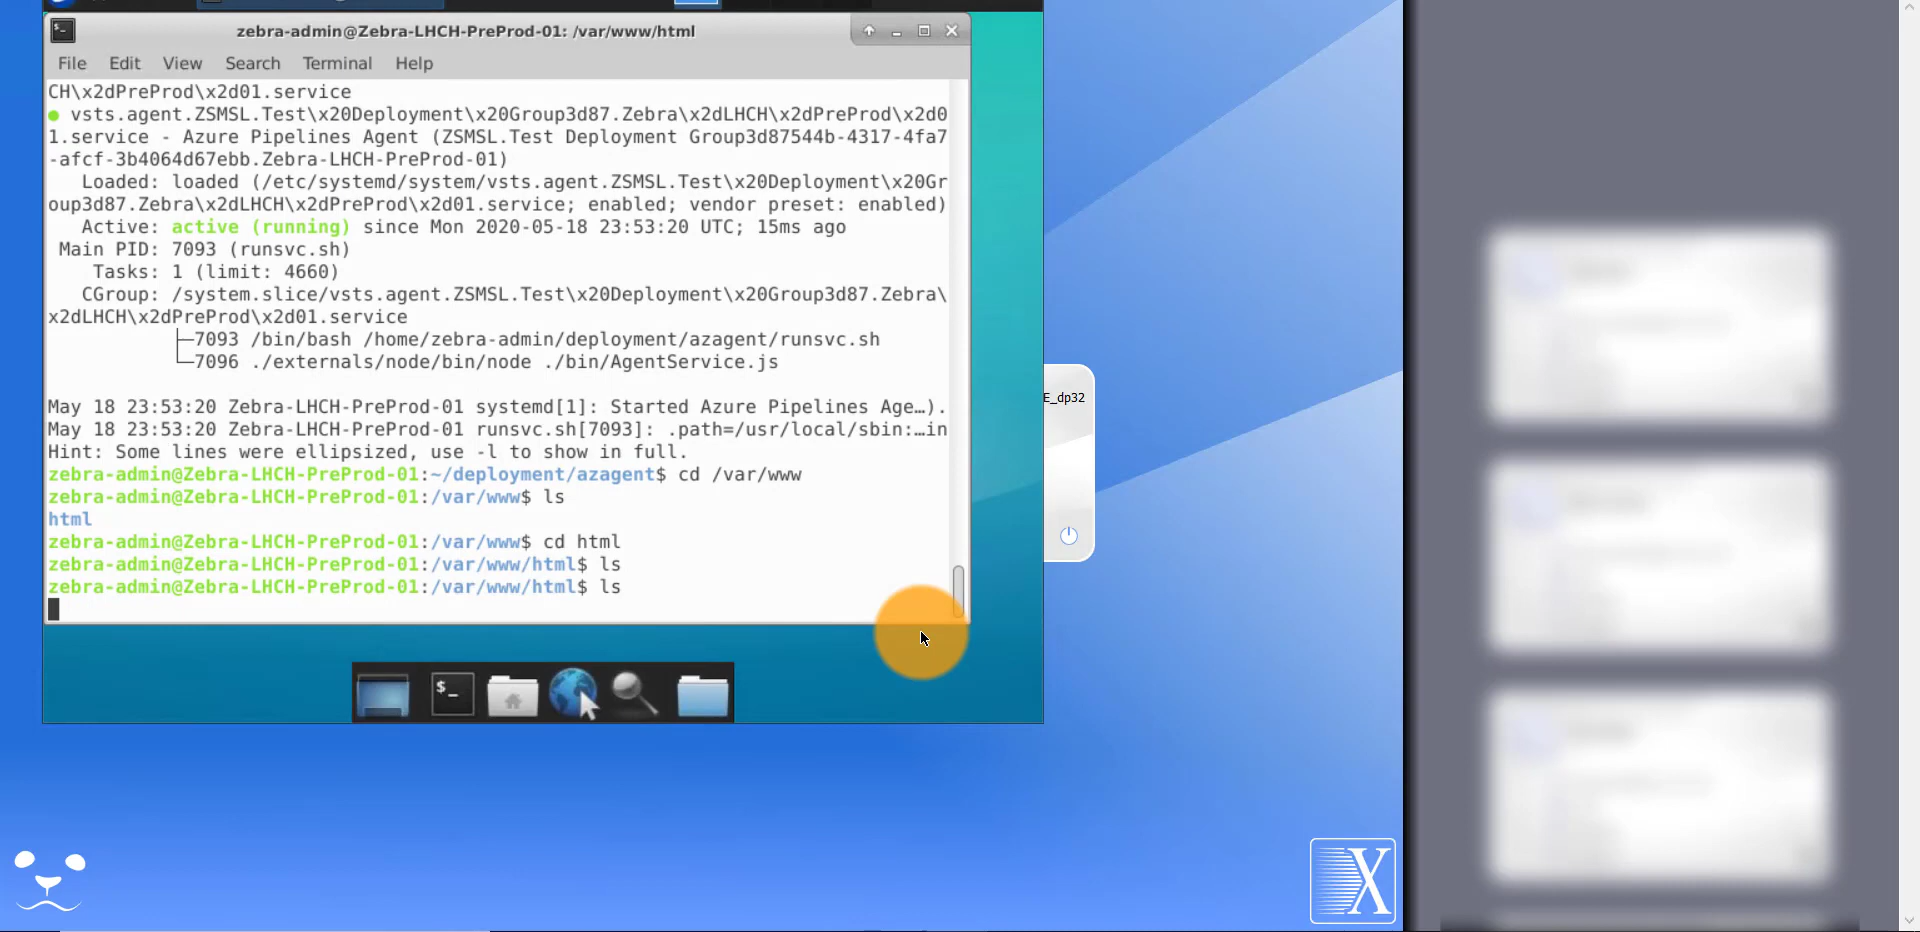 zebra-admin@Zebra-LHCH-PreProd-01: /var/www/html
File Edit View Search Terminal Help
CH\x2dPreProd\x2d01.service
● vsts.agent.ZSMSL.Test\x20Deployment\x20Group3d87.Zebra\x2dLHCH\x2dPreProd\x2d0
1.service - Azure Pipelines Agent (ZSMSL.Test Deployment Group3d87544b-4317-4fa7
-afcf-3b4064d67ebb.Zebra-LHCH-PreProd-01)
Loaded: loaded (/etc/systemd/system/vsts.agent.ZSMSL.Test\x20Deployment\x20Gr
oup3d87.Zebra\x2dLHCH\x2dPreProd\x2d01.service; enabled; vendor preset: enabled)
Active: active (running) since Mon 2020-05-18 23:53:20 UTC; 15ms ago
Main PID: 7093 (runsvc.sh)
Tasks: 1 (limit: 4660)
CGroup: /system.slice/vsts.agent.ZSMSL.Test\x20Deployment\x20Group3d87.Zebra\
x2dLHCH\x2dPreProd\x2d01.service
├─7093 /bin/bash /home/zebra-admin/deployment/azagent/runsvc.sh
└─7096 ./externals/node/bin/node ./bin/AgentService.js
May 18 23:53:20 Zebra-LHCH-PreProd-01 systemd[1]: Started Azure Pipelines Age…).
May 18 23:53:20 Zebra-LHCH-PreProd-01 runsvc.sh[7093]: .path=/usr/local/sbin:…in
Hint: Some lines were ellipsized, use -l to show in full.
zebra-admin@Zebra-LHCH-PreProd-01:~/deployment/azagent$ cd /var/www
zebra-admin@Zebra-LHCH-PreProd-01:/var/www$ ls
html
zebra-admin@Zebra-LHCH-PreProd-01:/var/www$ cd html
zebra-admin@Zebra-LHCH-PreProd-01:/var/www/html$ ls
zebra-admin@Zebra-LHCH-PreProd-01:/var/www/html$ ls
E_dp32
$_
X